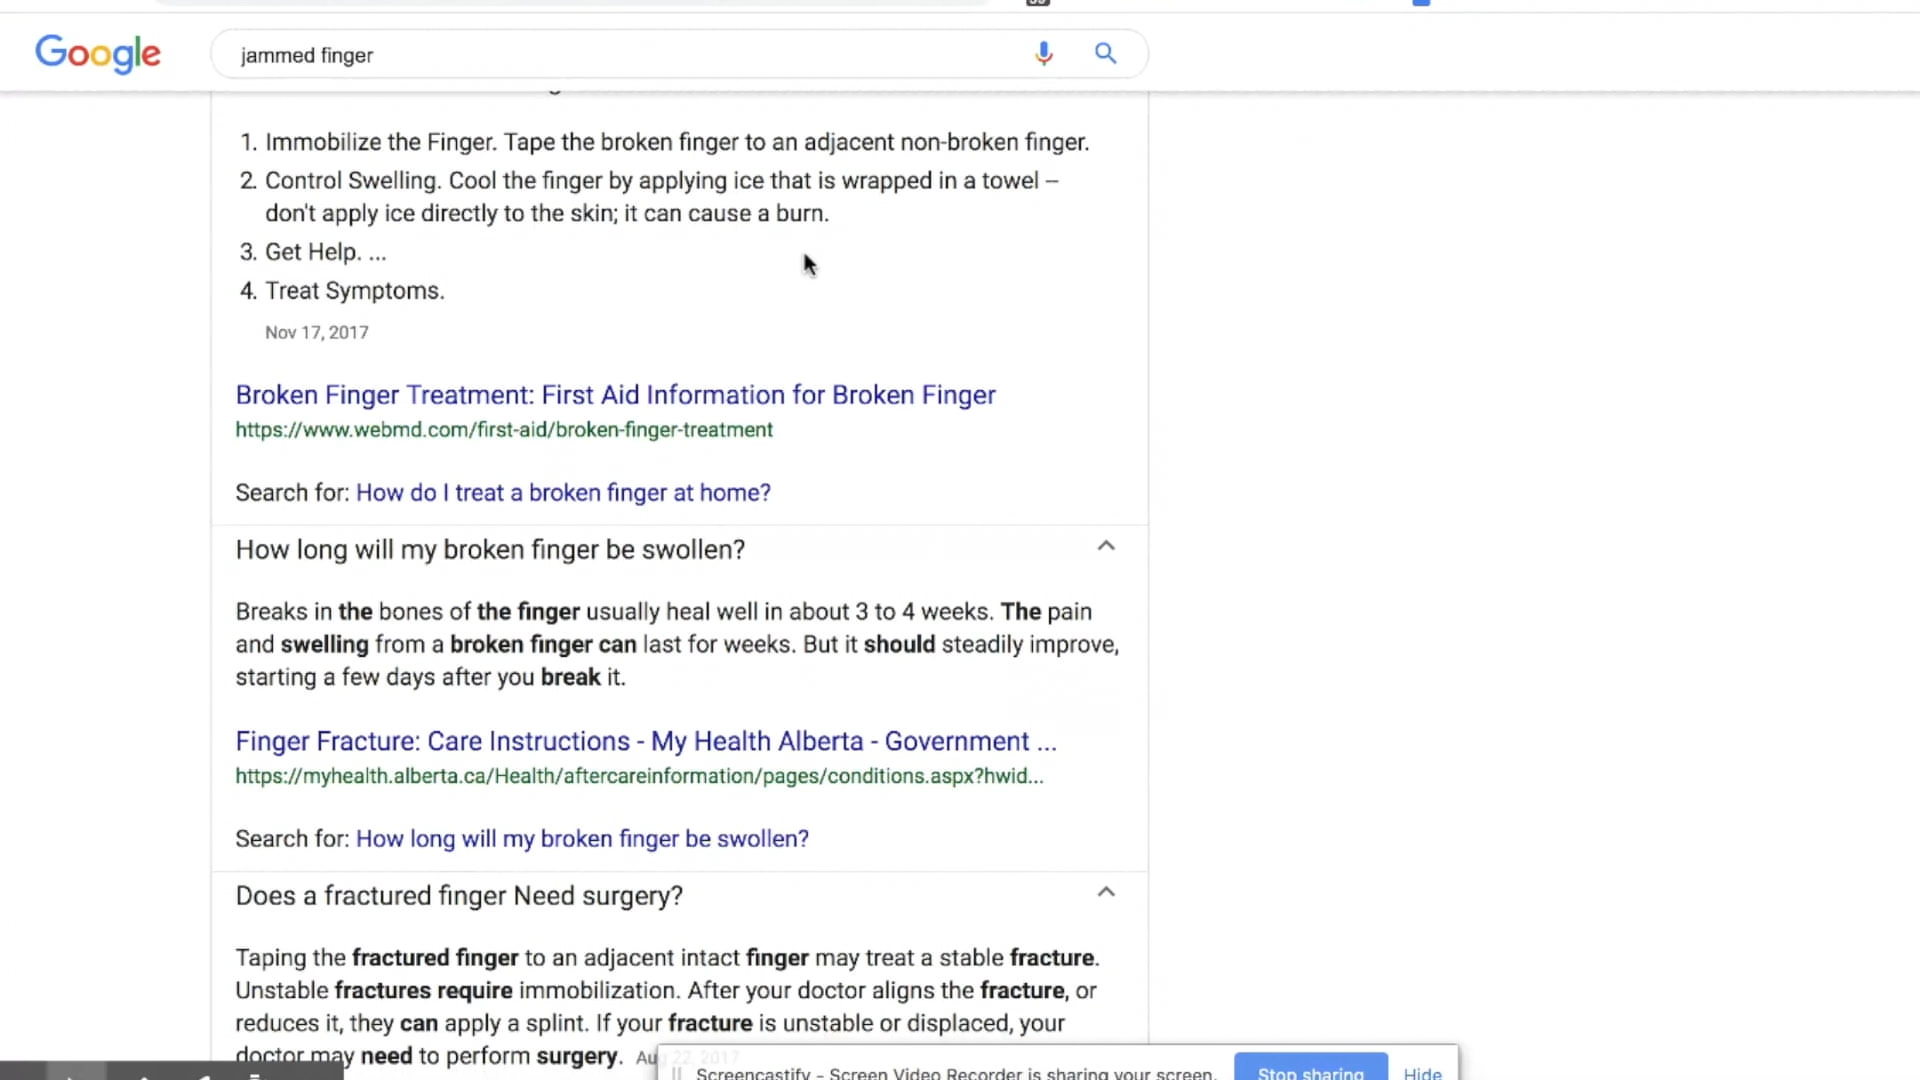 Google
jammed finger
1. Immobilize the Finger. Tape the broken finger to an adjacent non-broken finger.
2. Control Swelling. Cool the finger by applying ice that is wrapped in a towel –
don't apply ice directly to the skin; it can cause a burn.
3. Get Help. ...
4. Treat Symptoms.
Nov 17, 2017
Broken Finger Treatment: First Aid Information for Broken Finger
https://www.webmd.com/first-aid/broken-finger-treatment
Search for: How do I treat a broken finger at home?
How long will my broken finger be swollen?
Breaks in the bones of the finger usually heal well in about 3 to 4 weeks. The pain
and swelling from a broken finger can last for weeks. But it should steadily improve,
starting a few days after you break it.
Finger Fracture: Care Instructions - My Health Alberta - Government ...
https://myhealth.alberta.ca/Health/aftercareinformation/pages/conditions.aspx?hwid...
Search for: How long will my broken finger be swollen?
Does a fractured finger Need surgery?
Taping the fractured finger to an adjacent intact finger may treat a stable fracture.
Unstable fractures require immobilization. After your doctor aligns the fracture, or
reduces it, they can apply a splint. If your fracture is unstable or displaced, your
doctor may need to perform surgery. Aug 22, 2017
Screencastify - Screen Video Recorder is sharing your screen. Stop sharing Hide